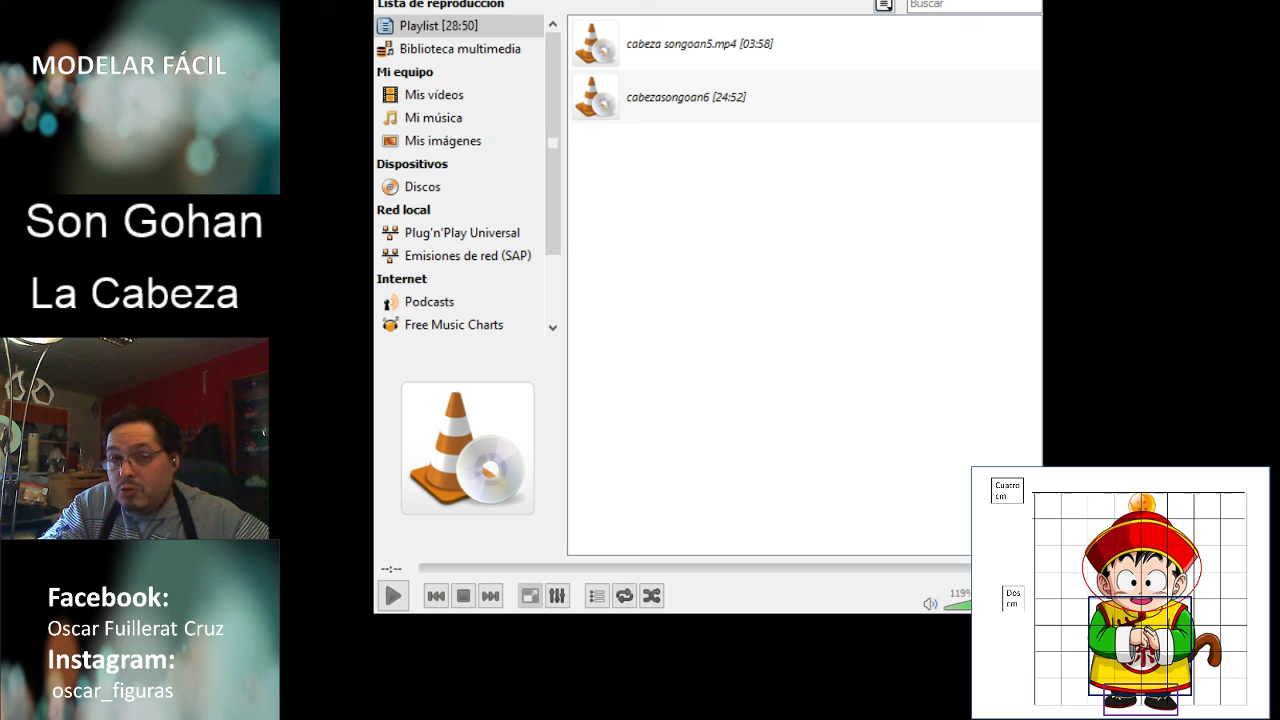 MODELAR FÁCIL
Son Gohan
La Cabeza
Facebook:
Oscar Fuillerat Cruz
Instagram:
oscar_figuras
Lista de reproducción
Playlist [28:50]
Biblioteca multimedia
Mi equipo
Mis vídeos
Mi música
Mis imágenes
Dispositivos
Discos
Red local
Plug'n'Play Universal
Emisiones de red (SAP)
Internet
Podcasts
Free Music Charts
Buscar
cabeza songoan5.mp4 [03:58]
cabezasongoan6 [24:52]
--:--
119%
Cuatro
cm
Dos
cm